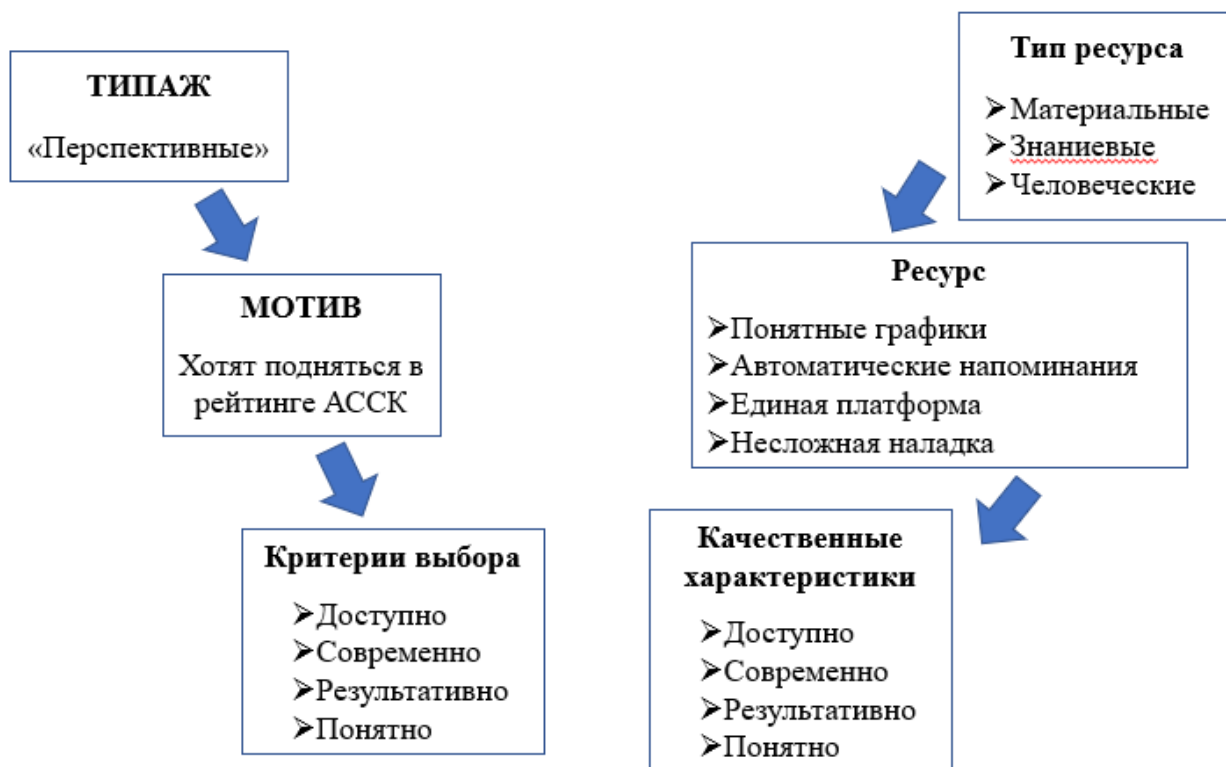 ТИПАЖ
«Перспективные»
МОТИВ
Хотят подняться в
рейтинге АССК
Критерии выбора
➤Доступно
➤Современно
➤Результативно
➤Понятно
Тип ресурса
➤Материальные
➤Знаниевые
➤Человеческие
Ресурс
➤Понятные графики
➤Автоматические напоминания
➤Единая платформа
➤Несложная наладка
Качественные
характеристики
➤Доступно
➤Современно
➤Результативно
➤Понятно